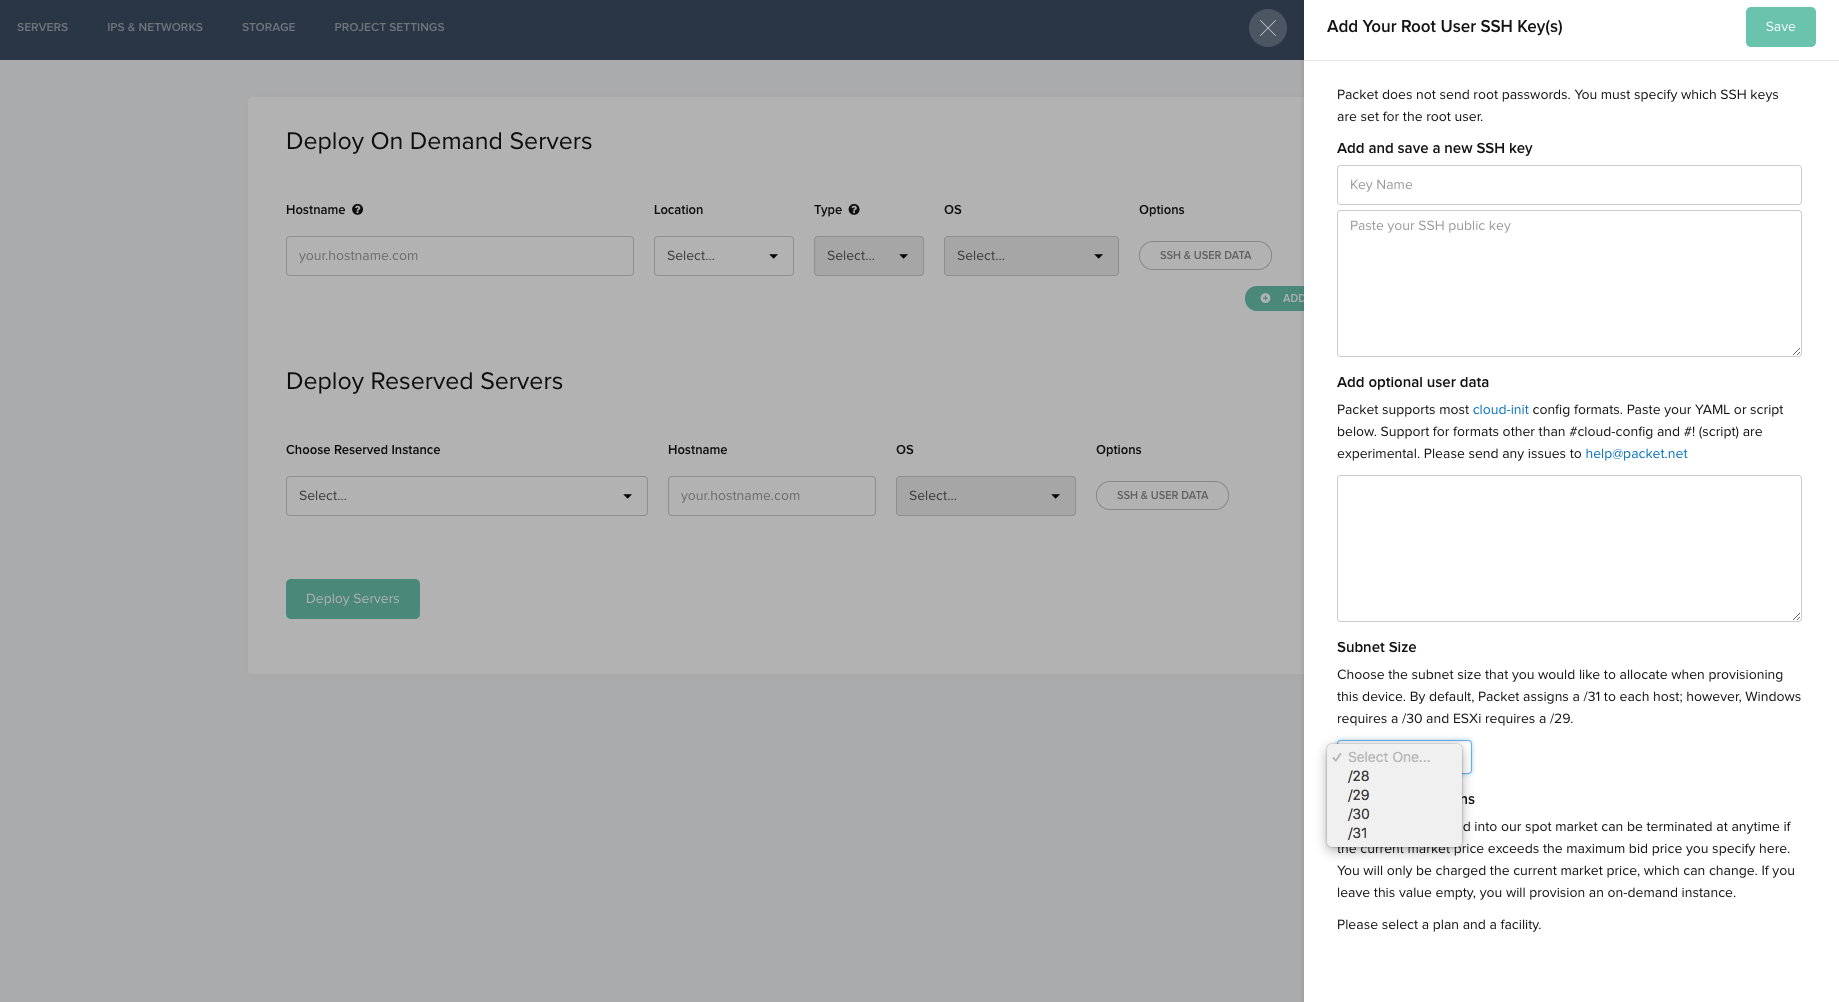 SERVERS
IPS & NETWORKS
STORAGE
PROJECT SETTINGS
Deploy On Demand Servers
Hostname
Location
Type
OS
Options
your.hostname.com
Select...
Select...
Select...
SSH & USER DATA
ADD
Deploy Reserved Servers
Choose Reserved Instance
Hostname
OS
Options
Select...
your.hostname.com
Select...
SSH & USER DATA
Deploy Servers
Add Your Root User SSH Key(s)
Save
Packet does not send root passwords. You must specify which SSH keys
are set for the root user.
Add and save a new SSH key
Key Name
Paste your SSH public key
Add optional user data
Packet supports most cloud-init config formats. Paste your YAML or script
below. Support for formats other than #cloud-config and #! (script) are
experimental. Please send any issues to help@packet.net
Subnet Size
Choose the subnet size that you would like to allocate when provisioning
this device. By default, Packet assigns a /31 to each host; however, Windows
requires a /30 and ESXi requires a /29.
Select One...
/28
/29
/30
/31
into our spot market can be terminated at anytime if
the current market price exceeds the maximum bid price you specify here.
You will only be charged the current market price, which can change. If you
leave this value empty, you will provision an on-demand instance.
Please select a plan and a facility.